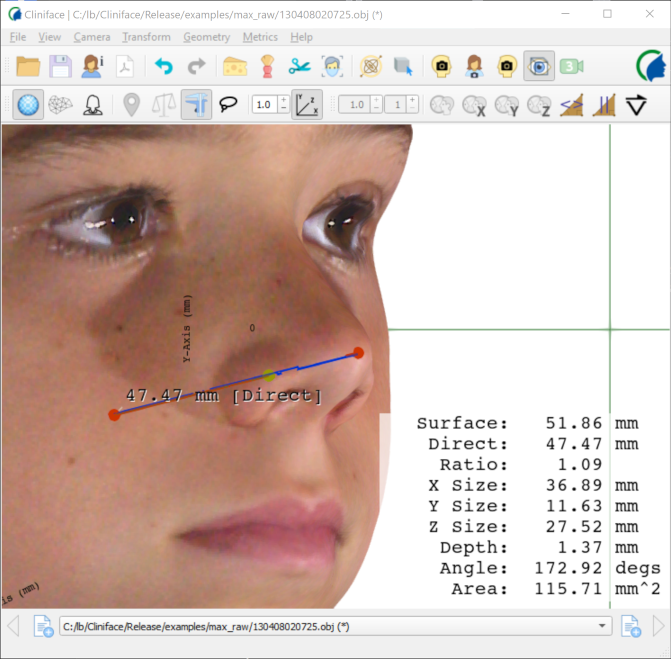 Cliniface | C:/lb/Cliniface/Release/examples/max_raw/130408020725.obj (*)
File View Camera Transform Geometry Metrics Help
3
1.0 Y Z X 1.0 1 X Y Z
Y-Axis (mm)
0
47.47 mm [Direct]
Surface: 51.86 mm
Direct: 47.47 mm
Ratio: 1.09
X Size: 36.89 mm
Y Size: 11.63 mm
Z Size: 27.52 mm
Depth: 1.37 mm
Angle: 172.92 degs
Area: 115.71 mm^2
is (mm)
C:/lb/Cliniface/Release/examples/max_raw/130408020725.obj (*)